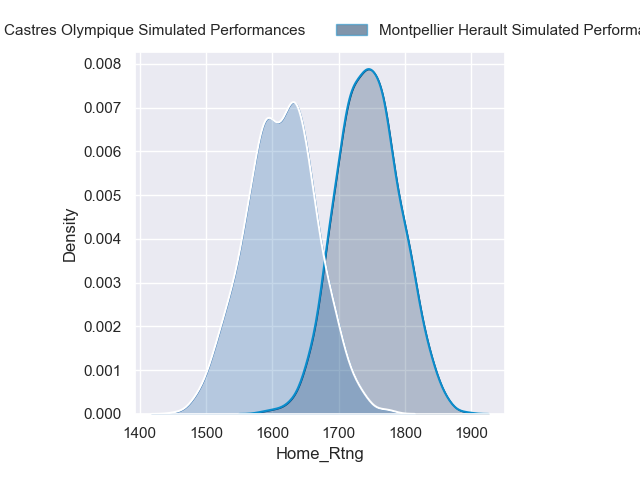 Castres Olympique Simulated Performances Montpellier Herault Simulated Performa
0.008
0.007
0.006
0.005
0.004
0.003
0.002
0.001
0.000
Density
1400 1500 1600 1700 1800 1900
Home_Rtng